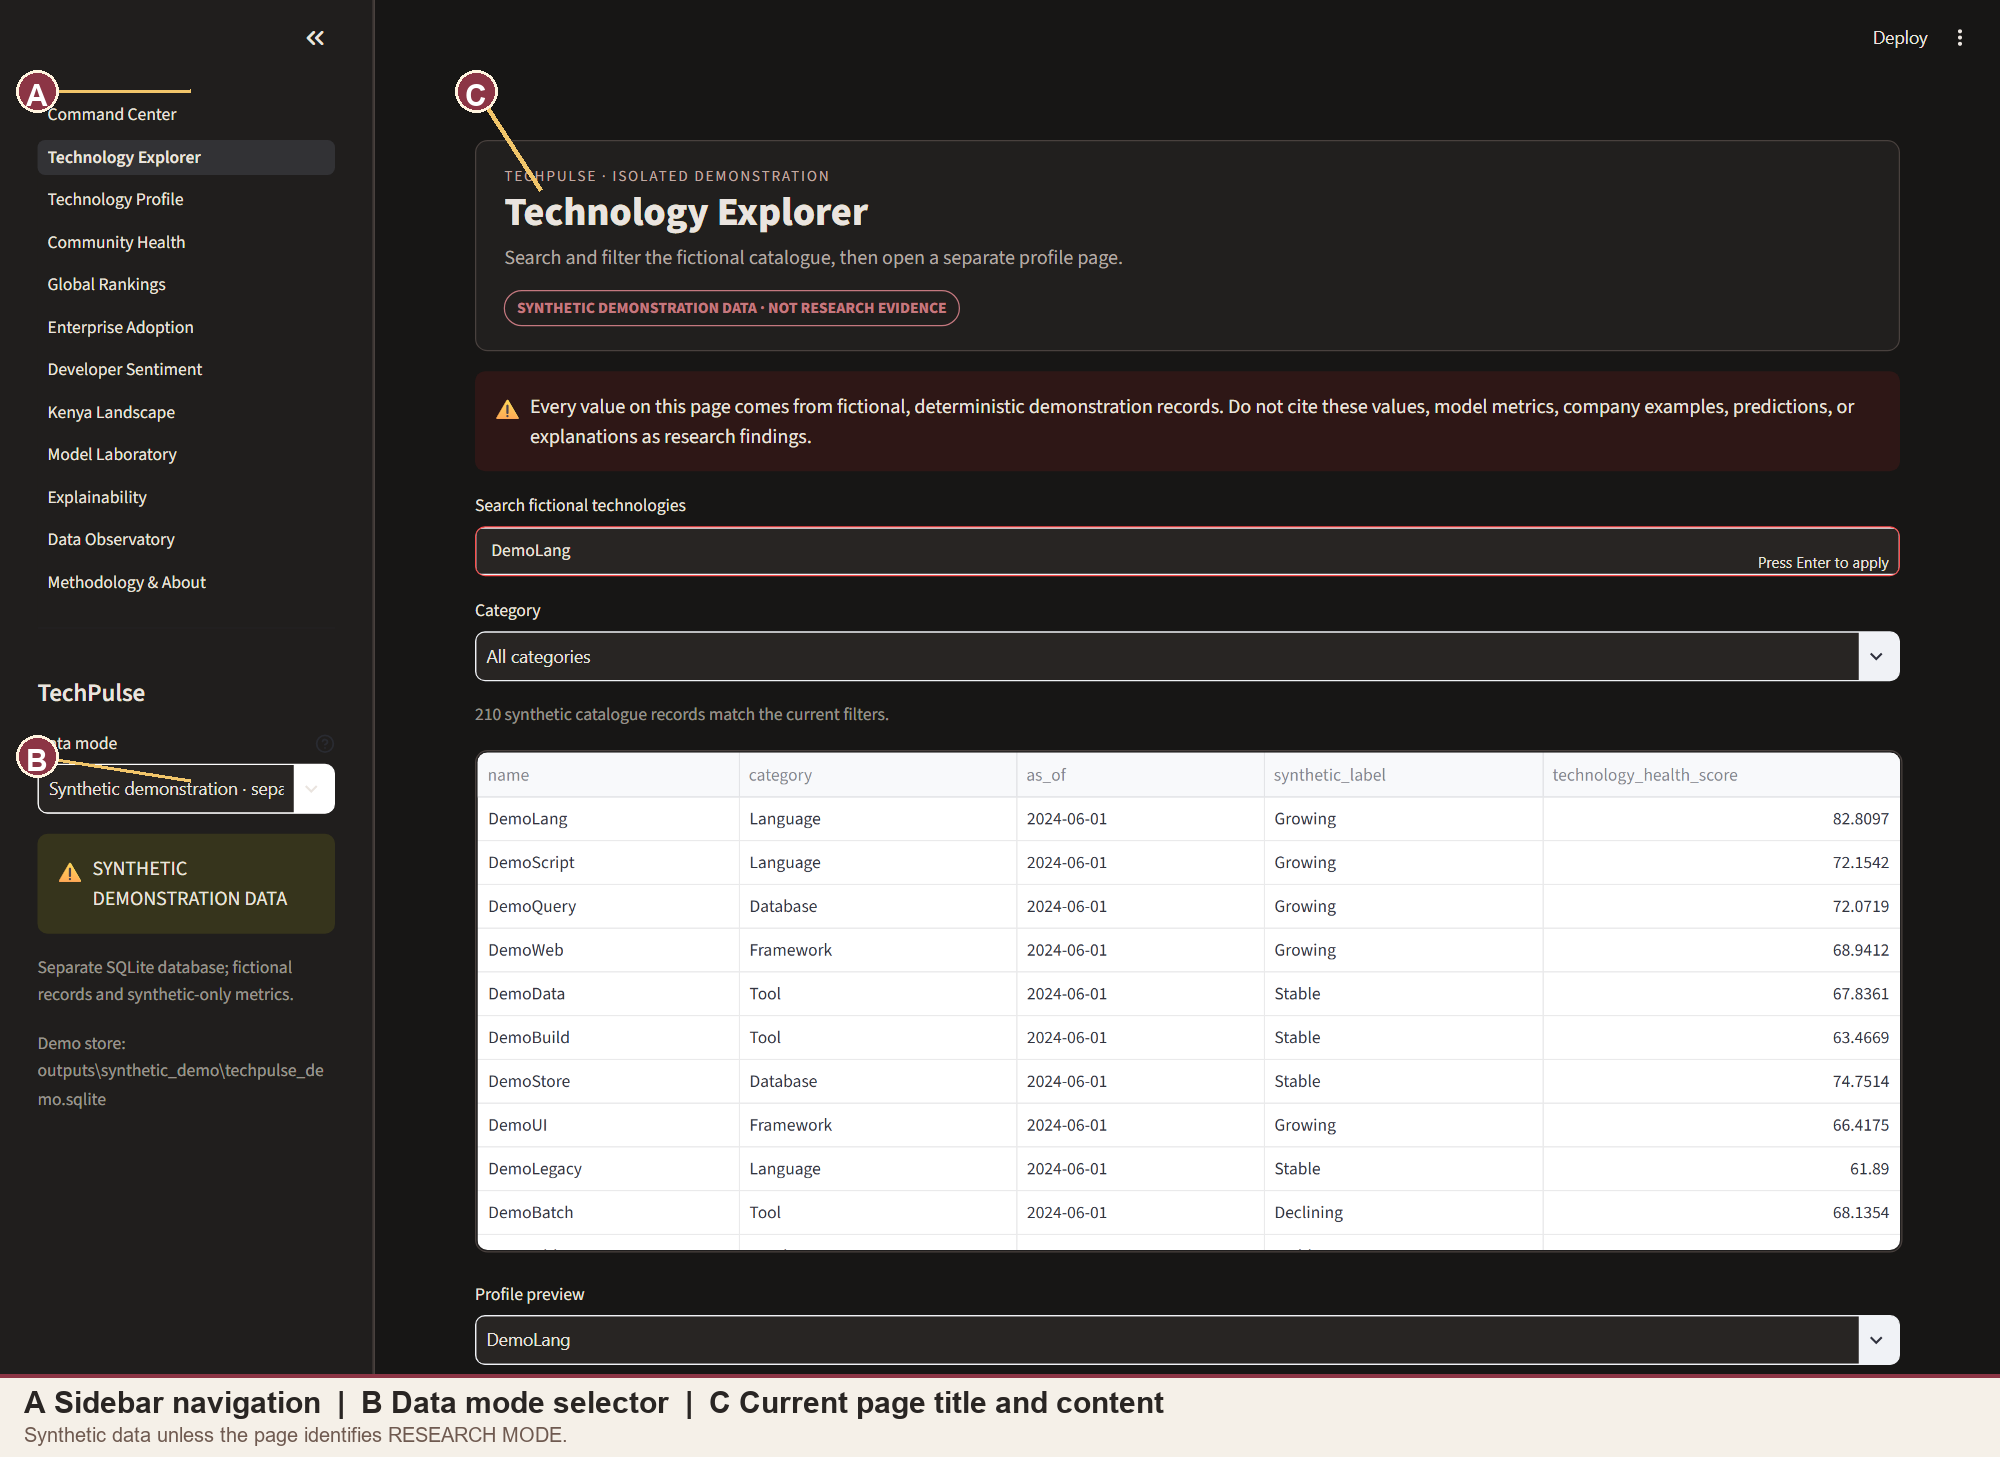 Deploy
A
Command Center
Technology Explorer
Technology Profile
Community Health
Global Rankings
Enterprise Adoption
Developer Sentiment
Kenya Landscape
Model Laboratory
Explainability
Data Observatory
Methodology & About
TechPulse
B
ta mode
Synthetic demonstration · sepa
SYNTHETIC
DEMONSTRATION DATA
Separate SQLite database; fictional
records and synthetic-only metrics.
Demo store:
outputs\synthetic_demo\techpulse_de
mo.sqlite
C
TECHPULSE · ISOLATED DEMONSTRATION
Technology Explorer
Search and filter the fictional catalogue, then open a separate profile page.
SYNTHETIC DEMONSTRATION DATA · NOT RESEARCH EVIDENCE
Every value on this page comes from fictional, deterministic demonstration records. Do not cite these values, model metrics, company examples, predictions, or
explanations as research findings.
Search fictional technologies
DemoLang
Press Enter to apply
Category
All categories
210 synthetic catalogue records match the current filters.
name category as_of synthetic_label technology_health_score
DemoLang Language 2024-06-01 Growing 82.8097
DemoScript Language 2024-06-01 Growing 72.1542
DemoQuery Database 2024-06-01 Growing 72.0719
DemoWeb Framework 2024-06-01 Growing 68.9412
DemoData Tool 2024-06-01 Stable 67.8361
DemoBuild Tool 2024-06-01 Stable 63.4669
DemoStore Database 2024-06-01 Stable 74.7514
DemoUI Framework 2024-06-01 Growing 66.4175
DemoLegacy Language 2024-06-01 Stable 61.89
DemoBatch Tool 2024-06-01 Declining 68.1354
Profile preview
DemoLang
A Sidebar navigation | B Data mode selector | C Current page title and content
Synthetic data unless the page identifies RESEARCH MODE.